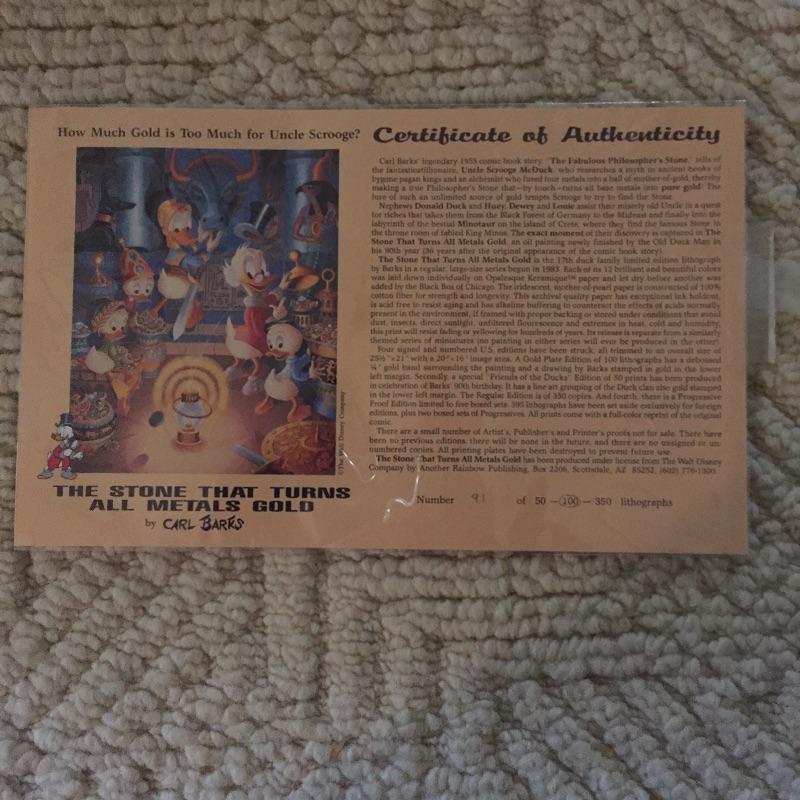 How Much Gold is Too Much for Uncle Scrooge?
©The Walt Disney Company
THE STONE THAT TURNS
ALL METALS GOLD
by CARL BARKS
Certificate of Authenticity
Carl Barks' legendary 1955 comic book story, "The Fabulous Philosopher's Stone," tells of
the fantasticatillionaire, Uncle Scrooge McDuck, who researches a myth in ancient books of
bygone pagan kings and an alchemist who fused four metals into a ball of mother-of-gold, thereby
making a true Philosopher's Stone that—by touch—turns all base metals into pure gold! The
lure of such an unlimited source of gold tempts Scrooge to try to find the Stone.
Nephews Donald Duck and Huey, Dewey and Louie assist their miserly old Uncle in a quest
for riches that takes them from the Black Forest of Germany to the Mideast and finally into the
labyrinth of the bestial Minotaur on the island of Crete, where they find the famous Stone in
the throne room of fabled King Minos. The exact moment of their discovery is captured in The
Stone That Turns All Metals Gold, an oil painting newly finished by the Old Duck Man in
his 90th year (36 years after the original appearance of the comic book story).
The Stone That Turns All Metals Gold is the 17th duck family limited edition lithograph
by Barks in a regular, large-size series begun in 1983. Each of its 12 brilliant and beautiful colors
was laid down individually on Opalesque Keramique™ paper and let dry before another was
added by the Black Box of Chicago. The iridescent, mother-of-pearl paper is constructed of 100%
cotton fiber for strength and longevity. This archival quality paper has exceptional ink holdout,
is acid free to resist aging and has alkaline buffering to counteract the effects of acids normally
present in the environment. If framed with proper backing or stored under conditions that avoid
dust, insects, direct sunlight, unfiltered flourescence and extremes in heat, cold and humidity,
this print will resist fading or yellowing for hundreds of years. Its release is separate from a similarly
themed series of miniatures (no painting in either series will ever be produced in the other).
Four signed and numbered U.S. editions have been struck, all trimmed to an overall size of
25½" x 21" with a 20" x 16" image area. A Gold Plate Edition of 100 lithographs has a debossed
¼" gold band surrounding the painting and a drawing by Barks stamped in gold in the lower
left margin. Secondly, a special "Friends of the Ducks" Edition of 50 prints has been produced
in celebration of Barks' 90th birthday. It has a line art grouping of the Duck clan also gold stamped
in the lower left margin. The Regular Edition is of 350 copies. And fourth, there is a Progressive
Proof Edition limited to five boxed sets. 395 lithographs have been set aside exclusively for foreign
editions, plus two boxed sets of Progressives. All prints come with a full-color reprint of the original
comic.
There are a small number of Artist's, Publisher's and Printer's proofs not for sale. There have
been no previous editions, there will be none in the future, and there are no unsigned or un-
numbered copies. All printing plates have been destroyed to prevent future use.
The Stone That Turns All Metals Gold has been produced under license from The Walt Disney
Company by Another Rainbow Publishing, Box 2206, Scottsdale, AZ 85252, (602) 776-1300.
Number 91 of 50 — 100 — 350 lithographs